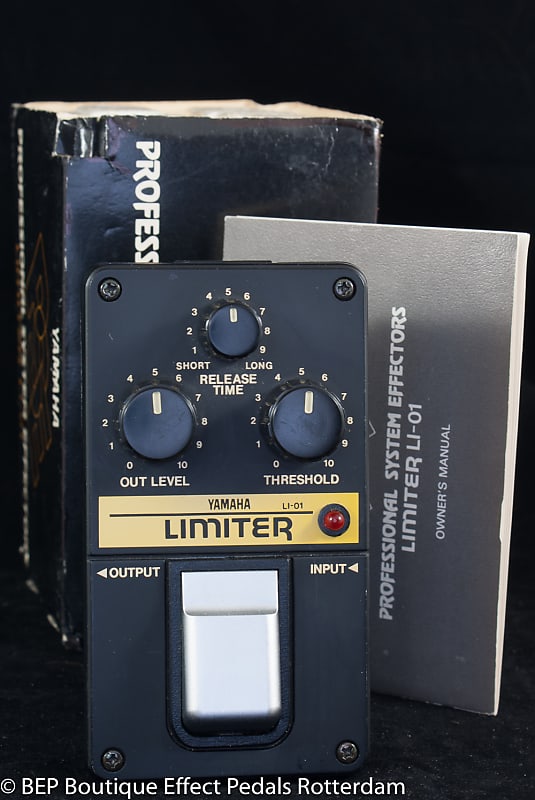 PROFESS
YAMAHA
4 5 6
3 7
2 8
1 9
SHORT LONG
RELEASE
TIME
4 5 6
3 7
2 8
1 9
0 10
OUT LEVEL
4 5 6
3 7
2 8
1 9
0 10
THRESHOLD
YAMAHA LI-01
LIMITER
◀OUTPUT
INPUT◀
PROFESSIONAL SYSTEM EFFECTORS
LIMITER LI-01
OWNER'S MANUAL
© BEP Boutique Effect Pedals Rotterdam